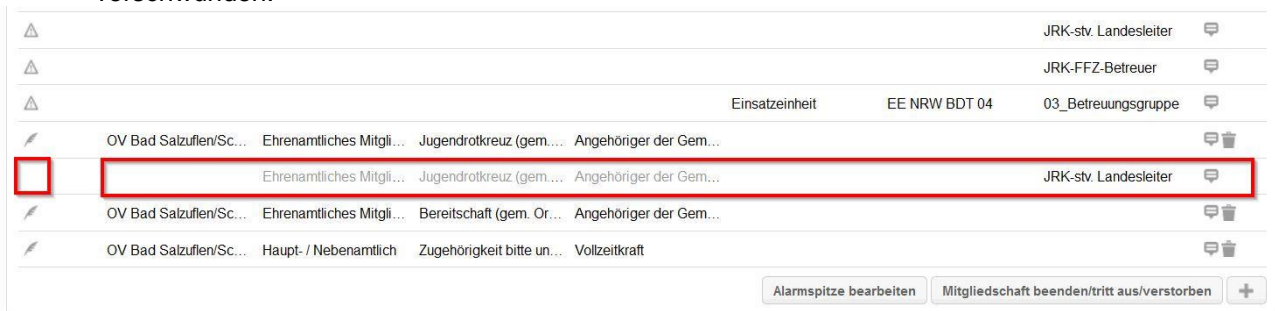 JRK-stv. Landesleiter
JRK-FFZ-Betreuer
Einsatzeinheit EE NRW BDT 04 03_Betreuungsgruppe
OV Bad Salzuflen/Sc... Ehrenamtliches Mitgli... Jugendrotkreuz (gem.... Angehöriger der Gem...
Ehrenamtliches Mitgli... Jugendrotkreuz (gem.... Angehöriger der Gem... JRK-stv. Landesleiter
OV Bad Salzuflen/Sc... Ehrenamtliches Mitgli... Bereitschaft (gem. Or... Angehöriger der Gem...
OV Bad Salzuflen/Sc... Haupt- / Nebenamtlich Zugehörigkeit bitte un... Vollzeitkraft
Alarmspitze bearbeiten Mitgliedschaft beenden/tritt aus/verstorben +